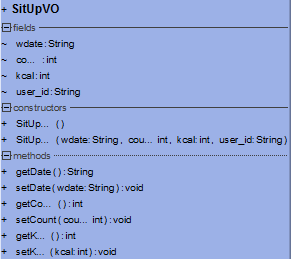 + SitUpVO
fields
~ wdate:String
~ co... :int
~ kcal:int
~ user_id:String
constructors
+ SitUp... ()
+ SitUp... (wdate:String, cou... int, kcal:int, user_id:String)
methods
+ getDate():String
+ setDate(wdate:String):void
+ getCo... ():int
+ setCount(cou... int):void
+ getK... ():int
+ setK... (kcal:int):void